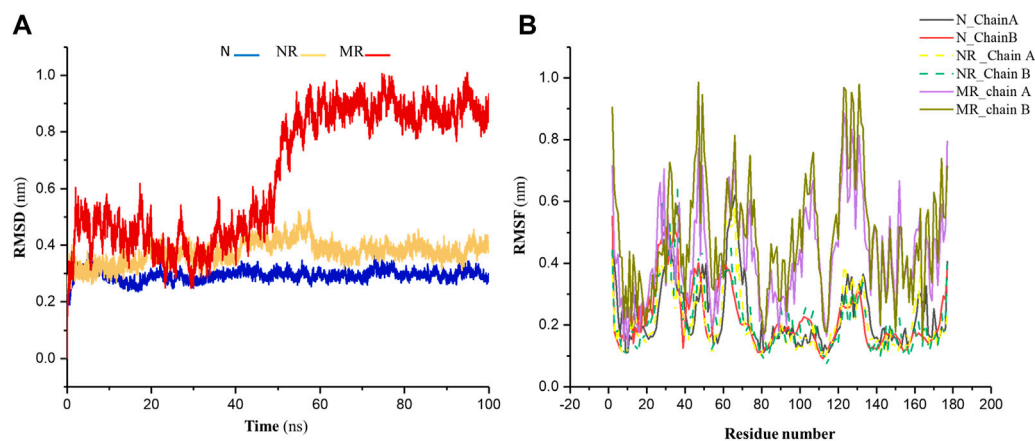 A
N NR MR
RMSD (nm)
1.0
0.8
0.6
0.4
0.2
0.0
0 20 40 60 80 100
Time (ns)
B
N_ChainA
N_ChainB
NR _Chain A
NR_Chain B
MR_chain A
MR_chain B
RMSF (nm)
1.0
0.8
0.6
0.4
0.2
0.0
-20 0 20 40 60 80 100 120 140 160 180 200
Residue number